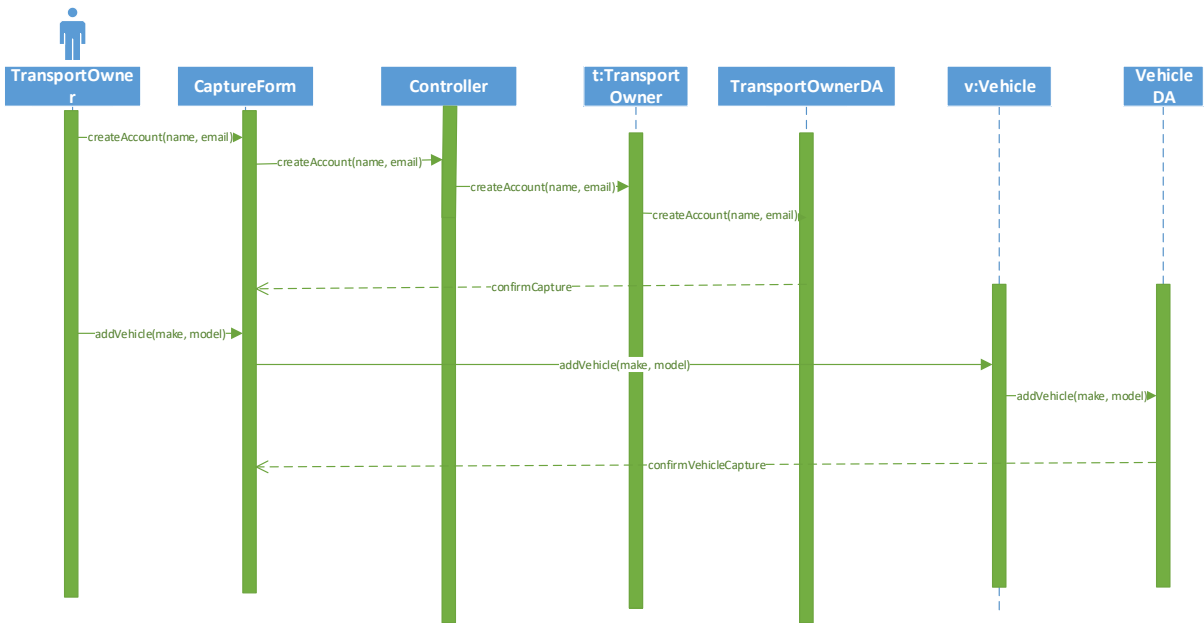 TransportOwne
r
CaptureForm
Controller
t:Transport
Owner
TransportOwnerDA
v:Vehicle
Vehicle
DA
createAccount(name, email)
createAccount(name, email)
createAccount(name, email)
createAccount(name, email)
confirmCapture
addVehicle(make, model)
addVehicle(make, model)
addVehicle(make, model)
confirmVehicleCapture